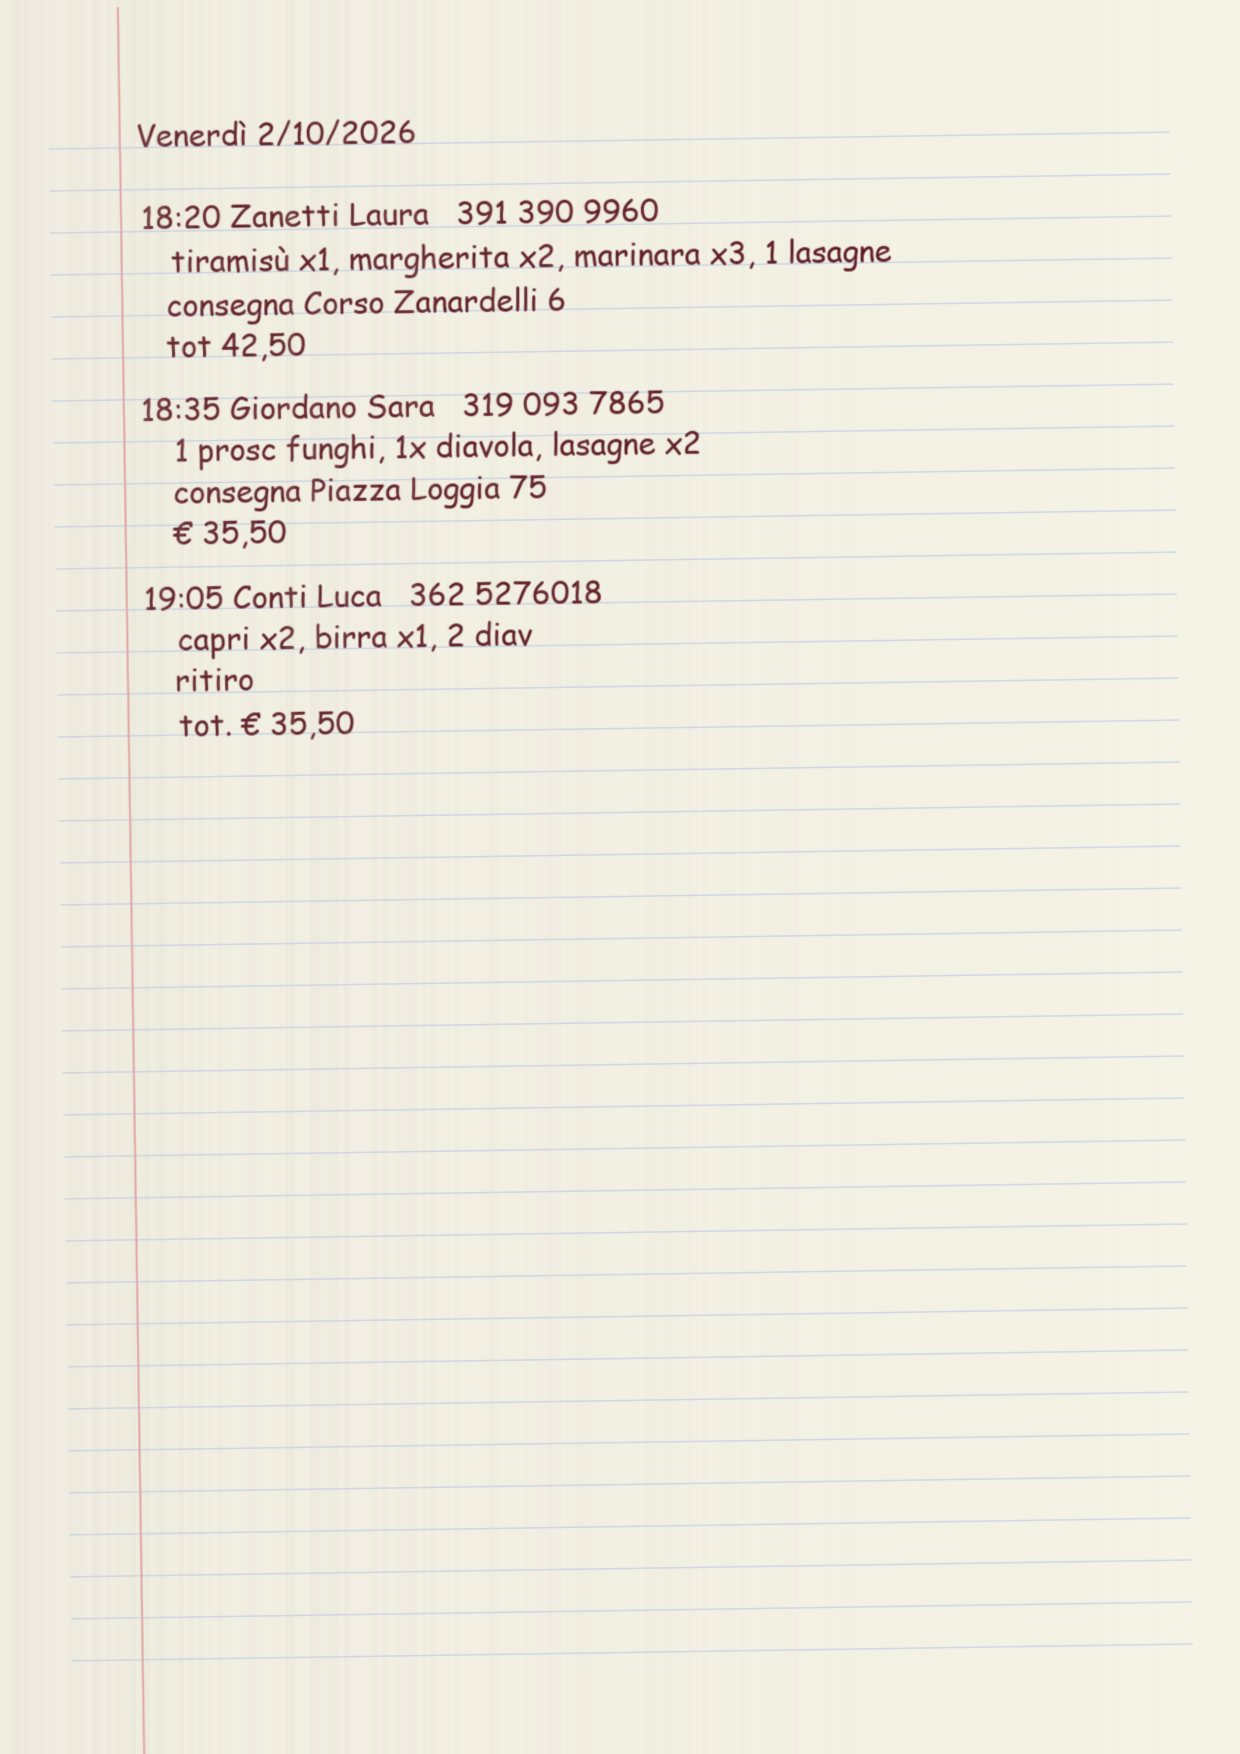 Venerdì 2/10/2026
18:20 Zanetti Laura 391 390 9960
tiramisù x1, margherita x2, marinara x3, 1 lasagne
consegna Corso Zanardelli 6
tot 42,50
18:35 Giordano Sara 319 093 7865
1 prosc funghi, 1x diavola, lasagne x2
consegna Piazza Loggia 75
€ 35,50
19:05 Conti Luca 362 5276018
capri x2, birra x1, 2 diav
ritiro
tot. € 35,50